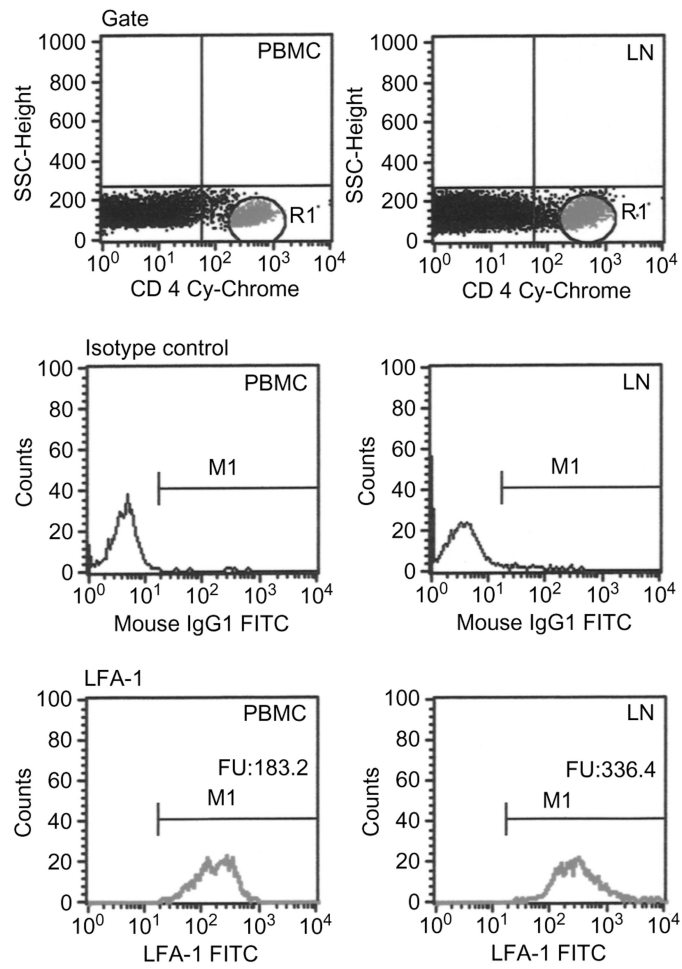 Gate
PBMC
SSC-Height
1000
800
600
400
200
0
R1
10^0 10^1 10^2 10^3 10^4
CD 4 Cy-Chrome
LN
SSC-Height
1000
800
600
400
200
0
R1
10^0 10^1 10^2 10^3 10^4
CD 4 Cy-Chrome
Isotype control
PBMC
Counts
100
80
60
40
20
0
M1
10^0 10^1 10^2 10^3 10^4
Mouse IgG1 FITC
LN
Counts
100
80
60
40
20
0
M1
10^0 10^1 10^2 10^3 10^4
Mouse IgG1 FITC
LFA-1
PBMC
FU:183.2
Counts
100
80
60
40
20
0
M1
10^0 10^1 10^2 10^3 10^4
LFA-1 FITC
LN
FU:336.4
Counts
100
80
60
40
20
0
M1
10^0 10^1 10^2 10^3 10^4
LFA-1 FITC